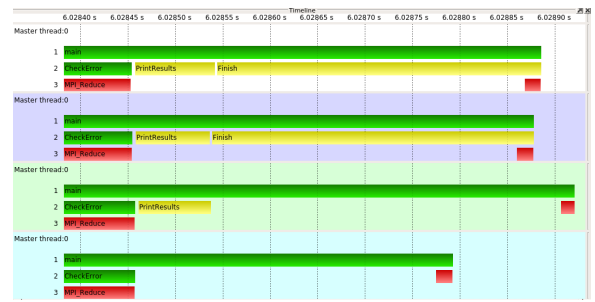 Timeline
6.02840 s 6.02845 s 6.02850 s 6.02855 s 6.02860 s 6.02865 s 6.02870 s 6.02875 s 6.02880 s 6.02885 s 6.02890 s
Master thread:0
1 main
2 CheckError PrintResults Finish
3 MPI_Reduce
Master thread:0
1 main
2 CheckError PrintResults Finish
3 MPI_Reduce
Master thread:0
1 main
2 CheckError PrintResults
3 MPI_Reduce
Master thread:0
1 main
2 CheckError
3 MPI_Reduce